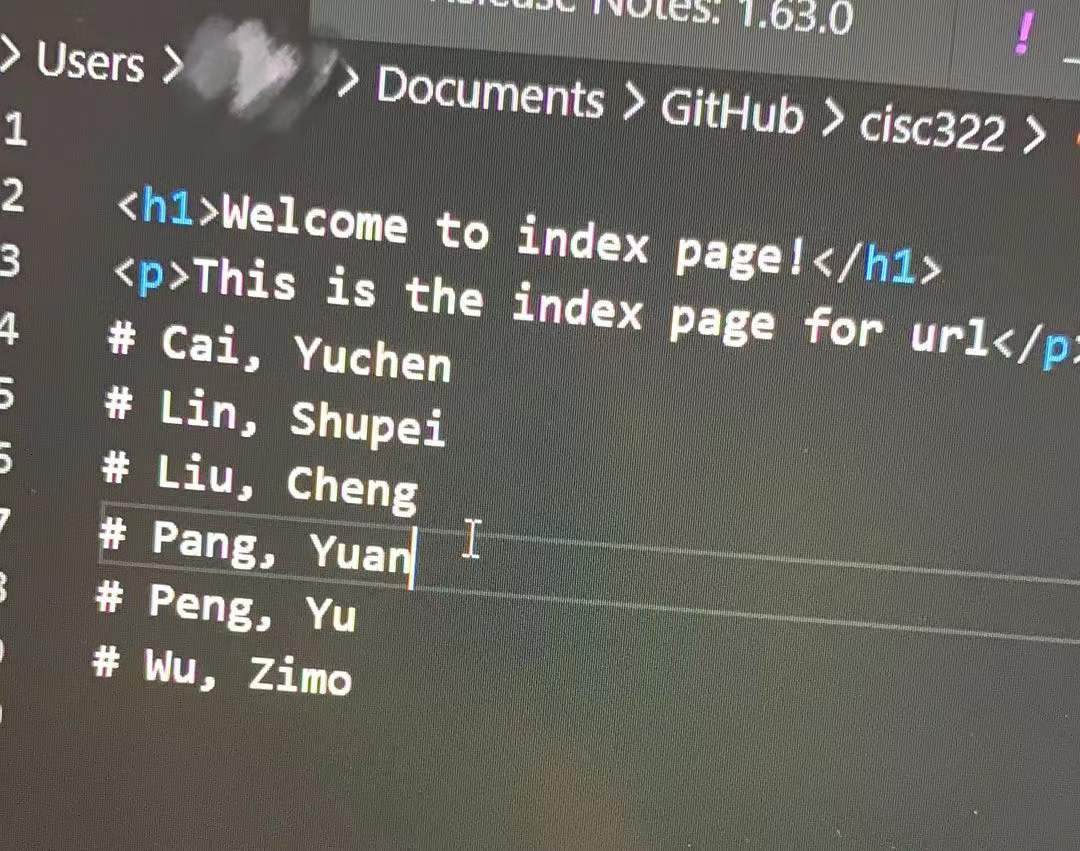 Release Notes: 1.63.0
> Users > > Documents > GitHub > cisc322 >
1
2 <h1>Welcome to index page!</h1>
3 <p>This is the index page for url</p>
4 # Cai, Yuchen
5 # Lin, Shupei
6 # Liu, Cheng
7 # Pang, Yuan
8 # Peng, Yu
9 # Wu, Zimo